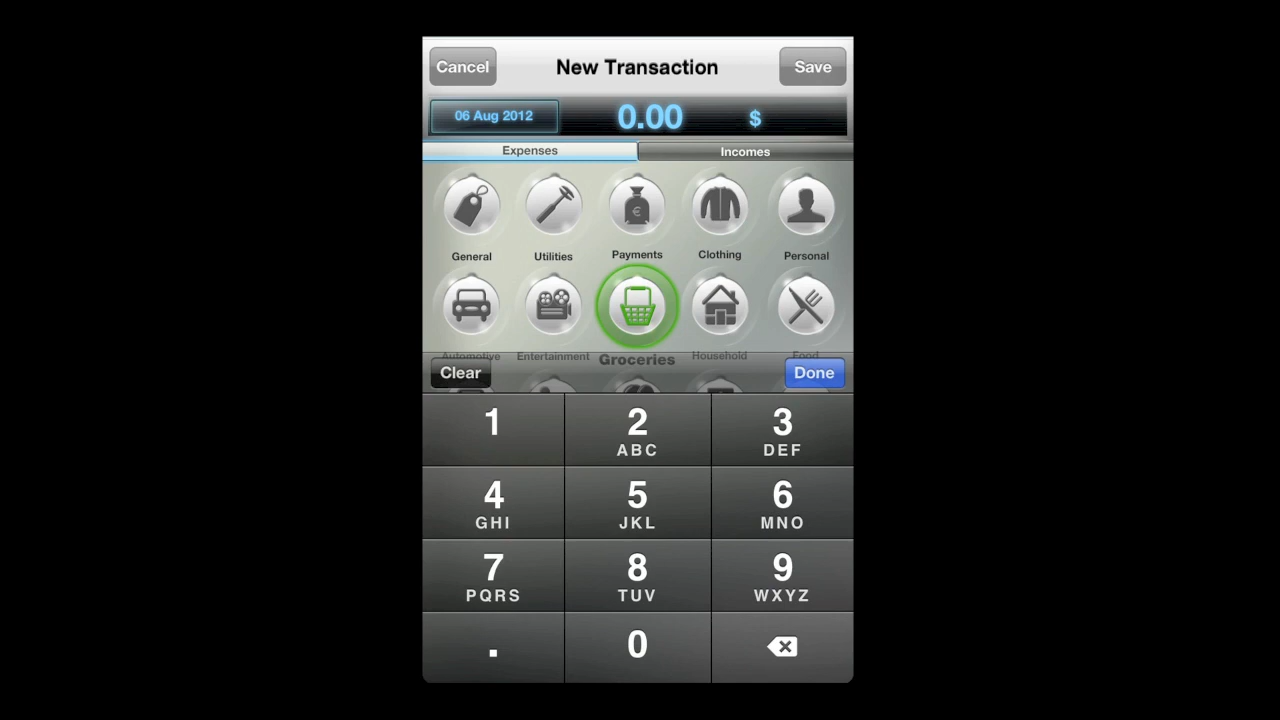 Cancel New Transaction Save
06 Aug 2012 0.00 $
Expenses Incomes
€
General Utilities Payments Clothing Personal
Automotive Entertainment Groceries Household Food
Clear Done
1 2 3
ABC DEF
4 5 6
GHI JKL MNO
7 8 9
PQRS TUV WXYZ
. 0